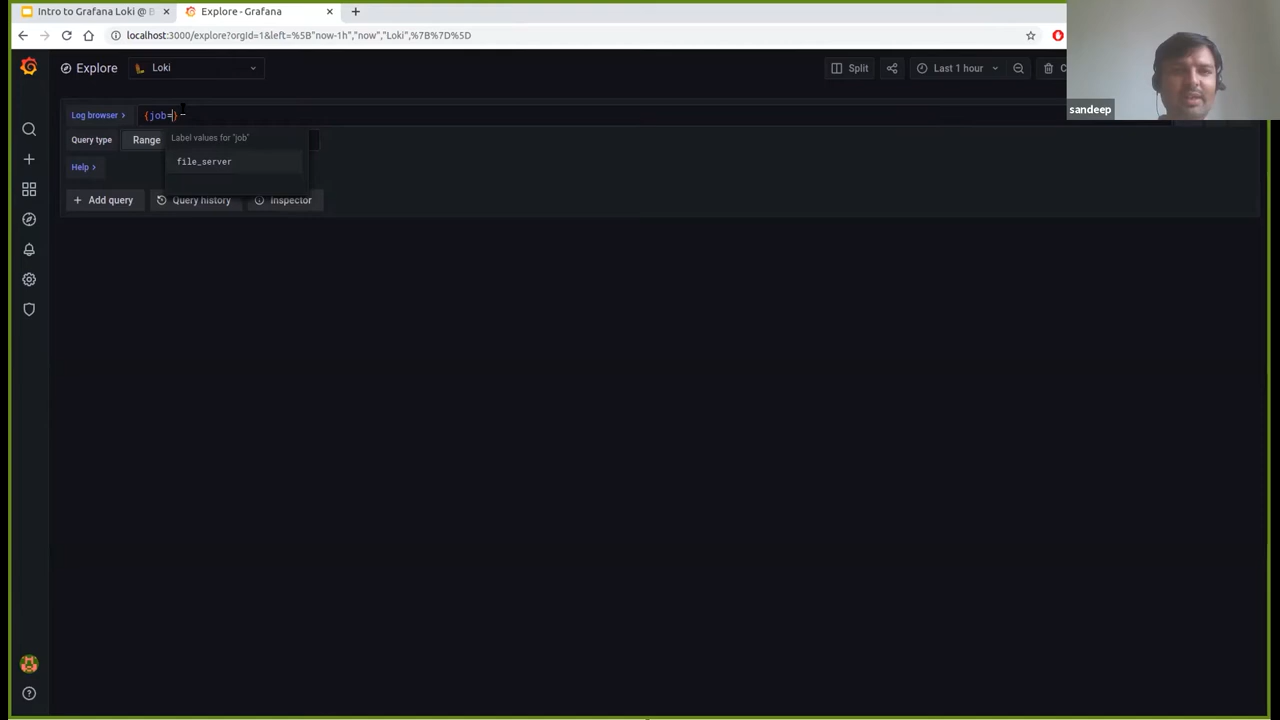 Intro to Grafana Loki @ B
Explore - Grafana
localhost:3000/explore?orgId=1&left=%5B"now-1h","now","Loki",%7B%7D%5D
Explore
Loki
Split
Last 1 hour
sandeep
Log browser
{job=}
Query type
Range
Label values for "job"
file_server
Help
Add query
Query history
Inspector